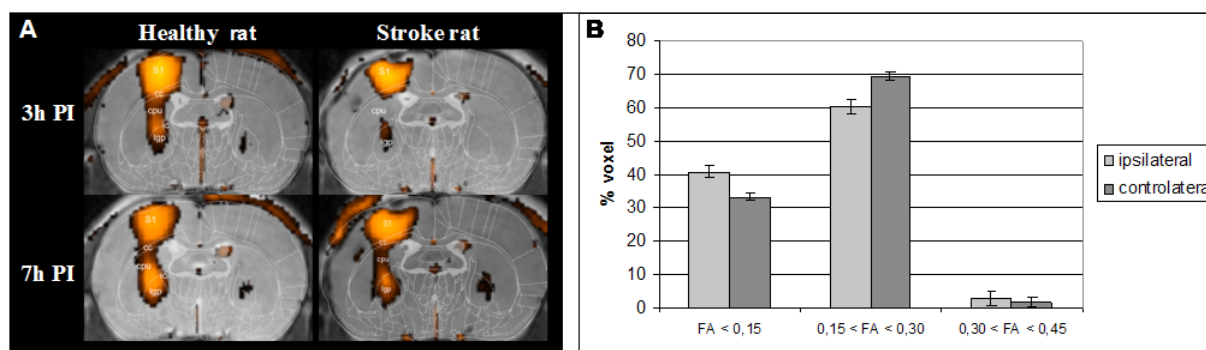 A
Healthy rat
Stroke rat
3h PI
7h PI
S1
cc
cpu
ic
lgp
S1
cpu
lgp
S1
cc
cpu
ic
lgp
S1
cc
cpu
lgp
B
80
70
60
50
40
30
20
10
0
% voxel
FA < 0,15
0,15 < FA < 0,30
0,30 < FA < 0,45
ipsilateral
controlatera